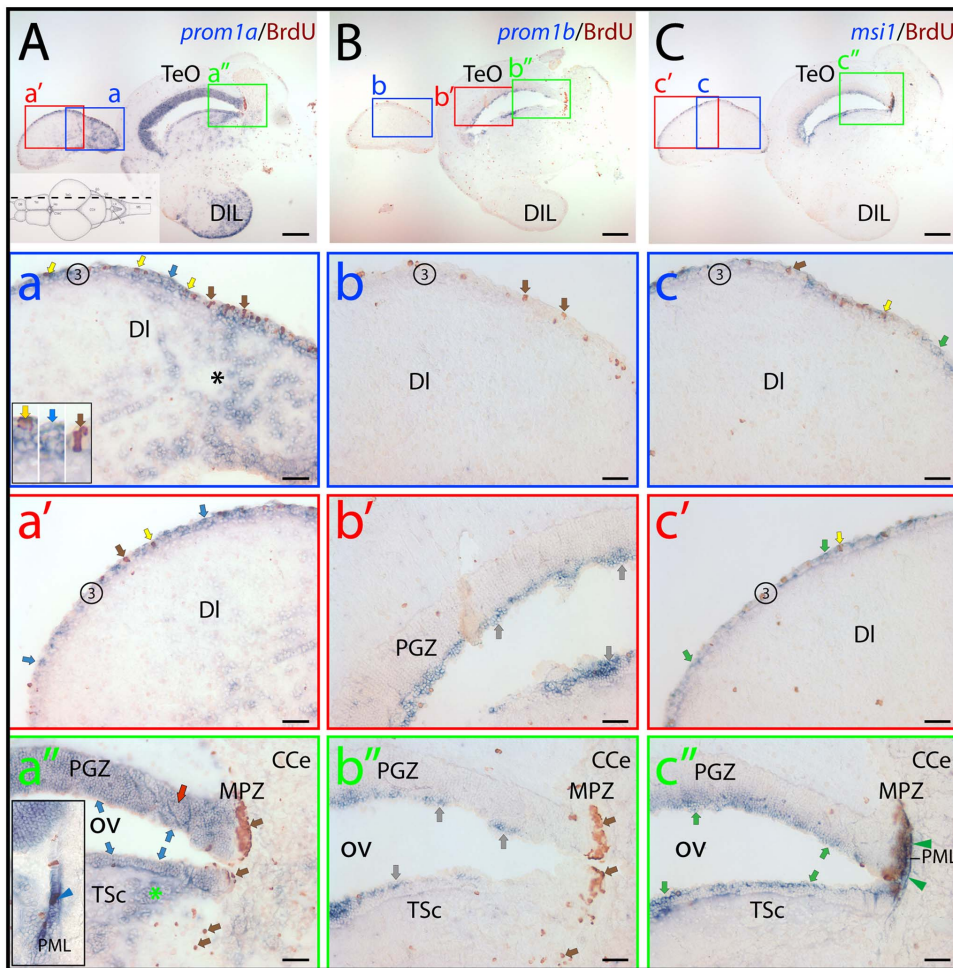 A prom1a/BrdU
TeO a″
a′ a
DIL
B prom1b/BrdU
TeO b″
b b′
DIL
C msi1/BrdU
TeO c″
c′ c
DIL
a
3
Dl
*
b
3
Dl
c
3
Dl
a′
3
Dl
b′
PGZ
c′
3
Dl
a″ CCe
PGZ MPZ
OV
TSc *
PML
b″ CCe
PGZ MPZ
OV
TSc
c″ CCe
PGZ MPZ
OV PML
TSc